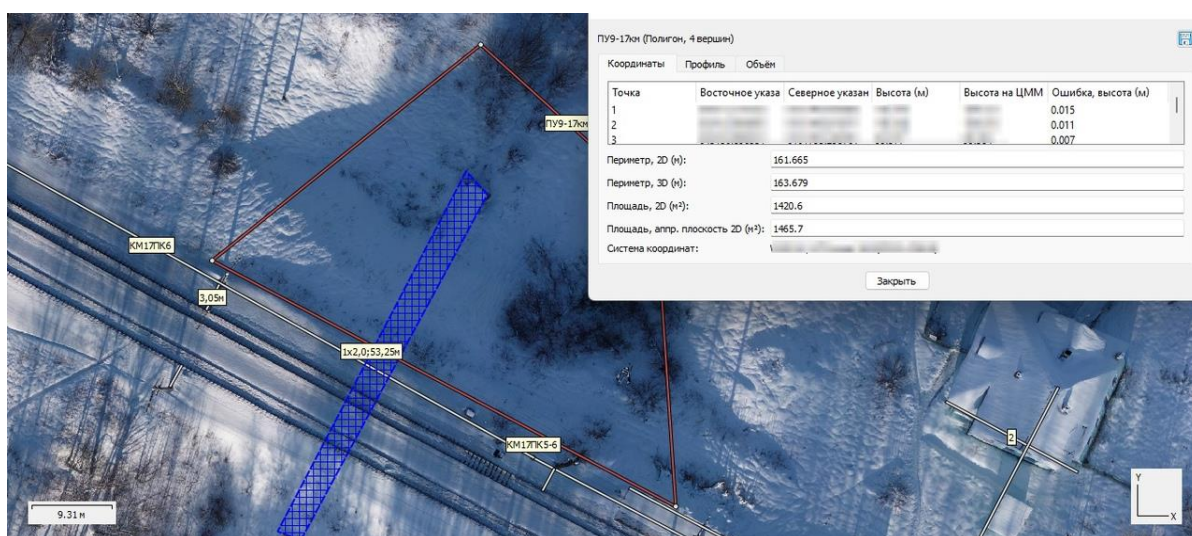 ПУ9-17км (Полигон, 4 вершин)
Координаты Профиль Объём
Точка Восточное указа Северное указан Высота (м) Высота на ЦММ Ошибка, высота (м)
1 0.015
2 0.011
3 0.007
Периметр, 2D (м): 161.665
Периметр, 3D (м): 163.679
Площадь, 2D (м²): 1420.6
Площадь, аппр. плоскость 2D (м²): 1465.7
Система координат:
Закрыть
ПУ9-17км
КМ17ПК6
3,05м
1х2,0;53,25м
КМ17ПК5-6
2
9.31 м
Y
X